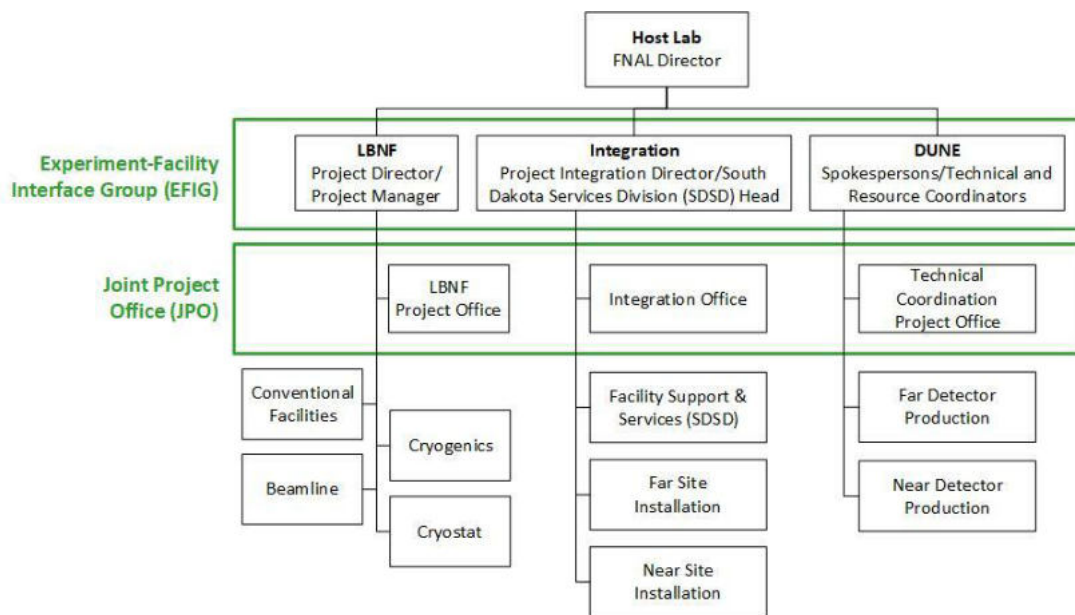 Host Lab
FNAL Director
Experiment-Facility
Interface Group (EFIG)
LBNF
Project Director/
Project Manager
Integration
Project Integration Director/South
Dakota Services Division (SDSD) Head
DUNE
Spokespersons/Technical and
Resource Coordinators
Joint Project
Office (JPO)
LBNF
Project Office
Integration Office
Technical
Coordination
Project Office
Conventional
Facilities
Beamline
Cryogenics
Cryostat
Facility Support &
Services (SDSD)
Far Site
Installation
Near Site
Installation
Far Detector
Production
Near Detector
Production